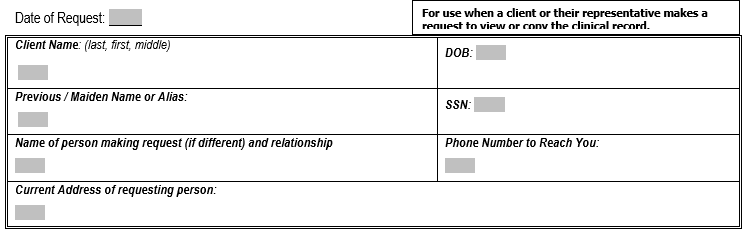 Date of Request:
For use when a client or their representative makes a
request to view or copy the clinical record.
Client Name: (last, first, middle)
DOB:
Previous / Maiden Name or Alias:
SSN:
Name of person making request (if different) and relationship
Phone Number to Reach You:
Current Address of requesting person: